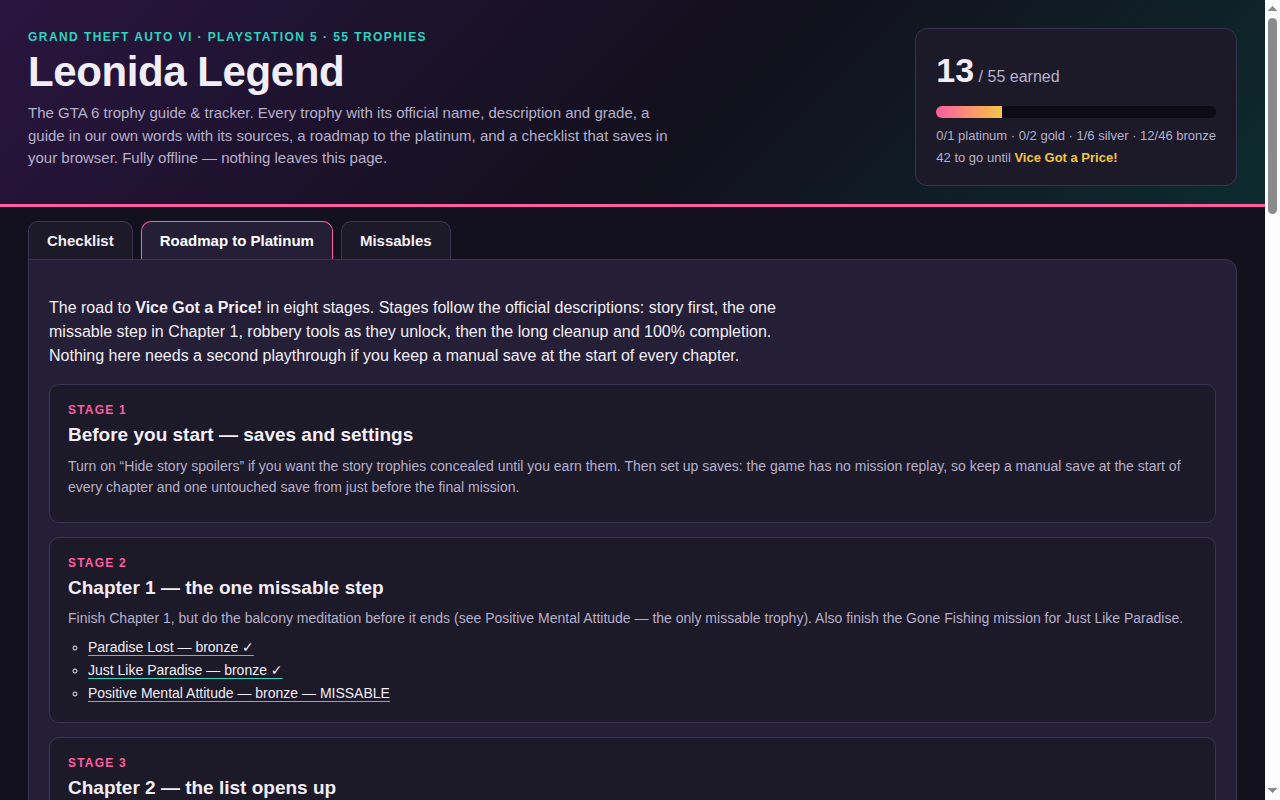 GRAND THEFT AUTO VI · PLAYSTATION 5 · 55 TROPHIES
Leonida Legend
The GTA 6 trophy guide & tracker. Every trophy with its official name, description and grade, a
guide in our own words with its sources, a roadmap to the platinum, and a checklist that saves in
your browser. Fully offline — nothing leaves this page.
13 / 55 earned
0/1 platinum · 0/2 gold · 1/6 silver · 12/46 bronze
42 to go until Vice Got a Price!
Checklist
Roadmap to Platinum
Missables
The road to Vice Got a Price! in eight stages. Stages follow the official descriptions: story first, the one
missable step in Chapter 1, robbery tools as they unlock, then the long cleanup and 100% completion.
Nothing here needs a second playthrough if you keep a manual save at the start of every chapter.
STAGE 1
Before you start — saves and settings
Turn on “Hide story spoilers” if you want the story trophies concealed until you earn them. Then set up saves: the game has no mission replay, so keep a manual save at the start of
every chapter and one untouched save from just before the final mission.
STAGE 2
Chapter 1 — the one missable step
Finish Chapter 1, but do the balcony meditation before it ends (see Positive Mental Attitude — the only missable trophy). Also finish the Gone Fishing mission for Just Like Paradise.
Paradise Lost — bronze ✓
Just Like Paradise — bronze ✓
Positive Mental Attitude — bronze — MISSABLE
STAGE 3
Chapter 2 — the list opens up